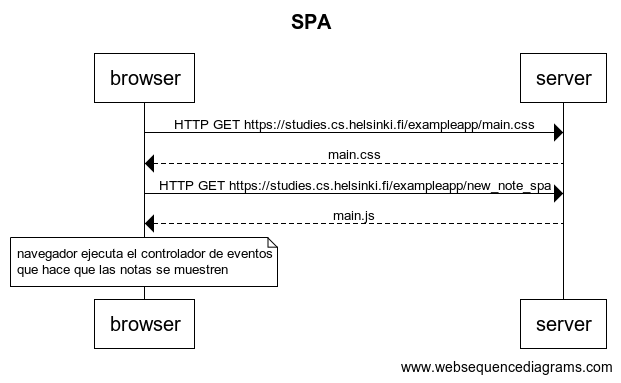 SPA
browser
server
HTTP GET https://studies.cs.helsinki.fi/exampleapp/main.css
main.css
HTTP GET https://studies.cs.helsinki.fi/exampleapp/new_note_spa
main.js
navegador ejecuta el controlador de eventos
que hace que las notas se muestren
browser
server
www.websequencediagrams.com